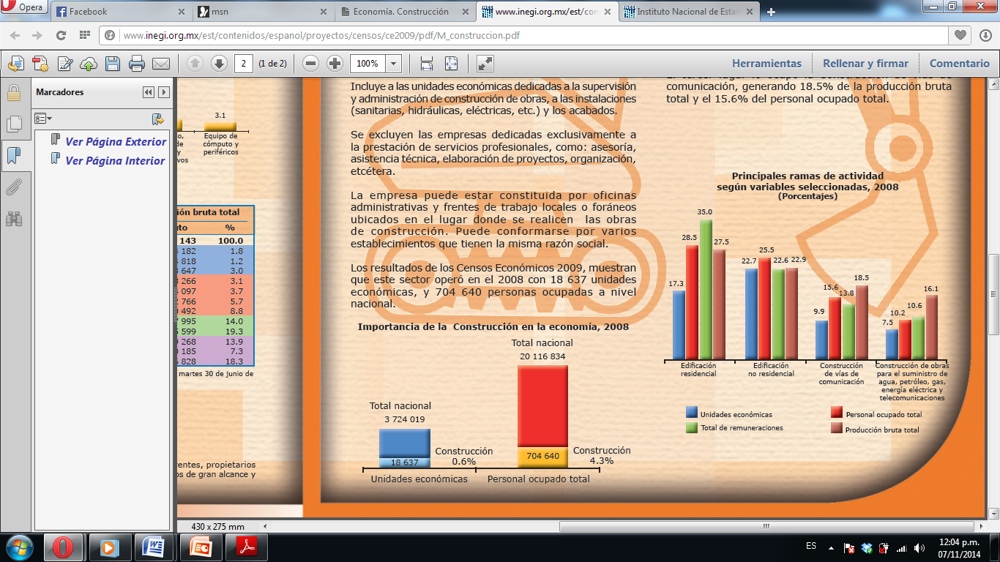 Opera
Facebook
msn
Economía. Construcción
www.inegi.org.mx/est/con
Instituto Nacional de Estad
www.inegi.org.mx/est/contenidos/espanol/proyectos/censos/ce2009/pdf/M_construccion.pdf
2 (1 de 2) 100%
Herramientas Rellenar y firmar Comentario
Marcadores
Ver Página Exterior
Ver Página Interior
3.1
Equipo de
cómputo y
periféricos
ión bruta total
%
143 100.0
182 1.8
818 1.2
647 3.0
266 3.1
097 3.7
766 5.7
492 8.8
995 14.0
599 19.3
268 13.9
185 7.3
828 18.3
martes 30 de junio de
rentes, propietarios
os de gran alcance y
Incluye a las unidades económicas dedicadas a la supervisión
y administración de construcción de obras, a las instalaciones
(sanitarias, hidráulicas, eléctricas, etc.) y los acabados.
Se excluyen las empresas dedicadas exclusivamente a
la prestación de servicios profesionales, como: asesoría,
asistencia técnica, elaboración de proyectos, organización,
etcétera.
La empresa puede estar constituida por oficinas
administrativas y frentes de trabajo locales o foráneos
ubicados en el lugar donde se realicen las obras
de construcción. Puede conformarse por varios
establecimientos que tienen la misma razón social.
Los resultados de los Censos Económicos 2009, muestran
que este sector operó en el 2008 con 18 637 unidades
económicas, y 704 640 personas ocupadas a nivel
nacional.
Importancia de la Construcción en la economía, 2008
Total nacional
20 116 834
Total nacional
3 724 019
Construcción
0.6%
18 637
Construcción
4.3%
704 640
Unidades económicas
Personal ocupado total
comunicación, generando 18.5% de la producción bruta
total y el 15.6% del personal ocupado total.
Principales ramas de actividad
según variables seleccionadas, 2008
(Porcentajes)
17.3 28.5 35.0 27.5
22.7 25.5 22.6 22.9
9.9 15.6 13.8 18.5
7.5 10.2 10.6 16.1
Edificación
residencial
Edificación
no residencial
Construcción
de vías de
comunicación
Construcción de obras
para el suministro de
agua, petróleo, gas,
energía eléctrica y
telecomunicaciones
Unidades económicas
Personal ocupado total
Total de remuneraciones
Producción bruta total
430 x 275 mm
ES
12:04 p.m.
07/11/2014